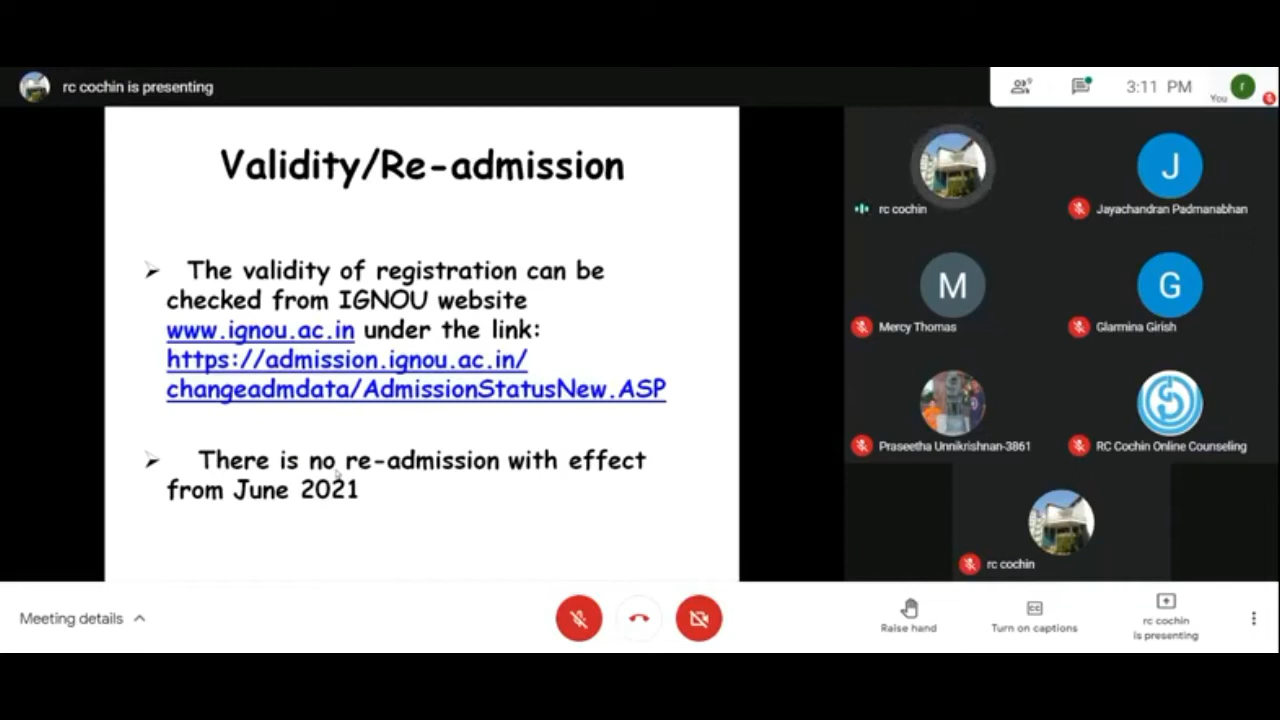 rc cochin is presenting
3:11 PM
You
r
Validity/Re-admission
➢ The validity of registration can be
checked from IGNOU website
www.ignou.ac.in under the link:
https://admission.ignou.ac.in/
changeadmdata/AdmissionStatusNew.ASP
➢ There is no re-admission with effect
from June 2021
rc cochin
J
Jayachandran Padmanabhan
M
Mercy Thomas
G
Glarmina Girish
Praseetha Unnikrishnan-3861
RC Cochin Online Counseling
rc cochin
Meeting details
Raise hand
CC
Turn on captions
rc cochin
is presenting